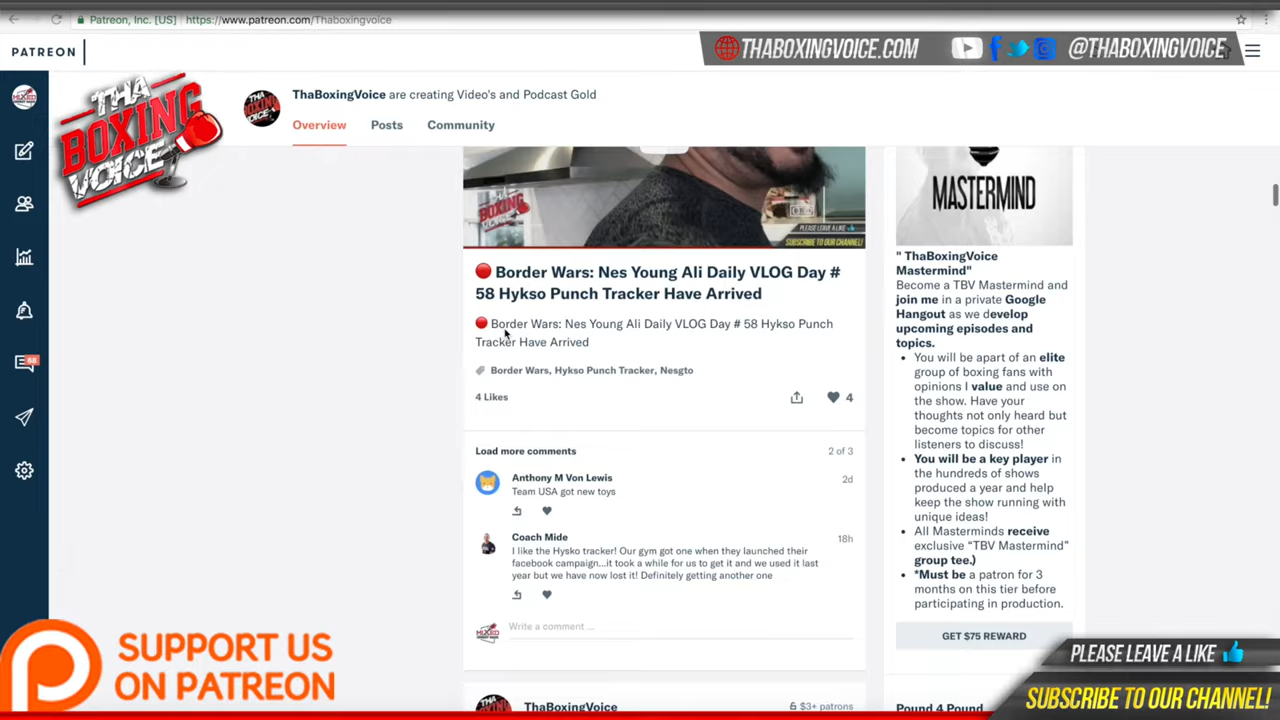 Patreon, Inc. [US]
https://www.patreon.com/Thaboxingvoice
PATREON
THABOXINGVOICE.COM
@THABOXINGVOICE
THA
BOXING
VOICE
ThaBoxingVoice are creating Video's and Podcast Gold
Overview
Posts
Community
68
PLEASE LEAVE A LIKE
SUBSCRIBE TO OUR CHANNEL!
Border Wars: Nes Young Ali Daily VLOG Day #
58 Hykso Punch Tracker Have Arrived
Border Wars: Nes Young Ali Daily VLOG Day # 58 Hykso Punch
Tracker Have Arrived
Border Wars, Hykso Punch Tracker, Nesgto
4 Likes
4
Load more comments
2 of 3
Anthony M Von Lewis
2d
Team USA got new toys
Coach Mide
18h
I like the Hysko tracker! Our gym got one when they launched their
facebook campaign...it took a while for us to get it and we used it last
year but we have now lost it! Definitely getting another one
Write a comment ...
ThaBoxingVoice
$3+ patrons
MASTERMIND
" ThaBoxingVoice
Mastermind"
Become a TBV Mastermind and
join me in a private Google
Hangout as we develop
upcoming episodes and
topics.
• You will be apart of an elite
group of boxing fans with
opinions I value and use on
the show. Have your
thoughts not only heard but
become topics for other
listeners to discuss!
• You will be a key player in
the hundreds of shows
produced a year and help
keep the show running with
unique ideas!
• All Masterminds receive
exclusive “TBV Mastermind”
group tee.)
• *Must be a patron for 3
months on this tier before
participating in production.
GET $75 REWARD
Pound 4 Pound
SUPPORT US
ON PATREON
PLEASE LEAVE A LIKE
SUBSCRIBE TO OUR CHANNEL!